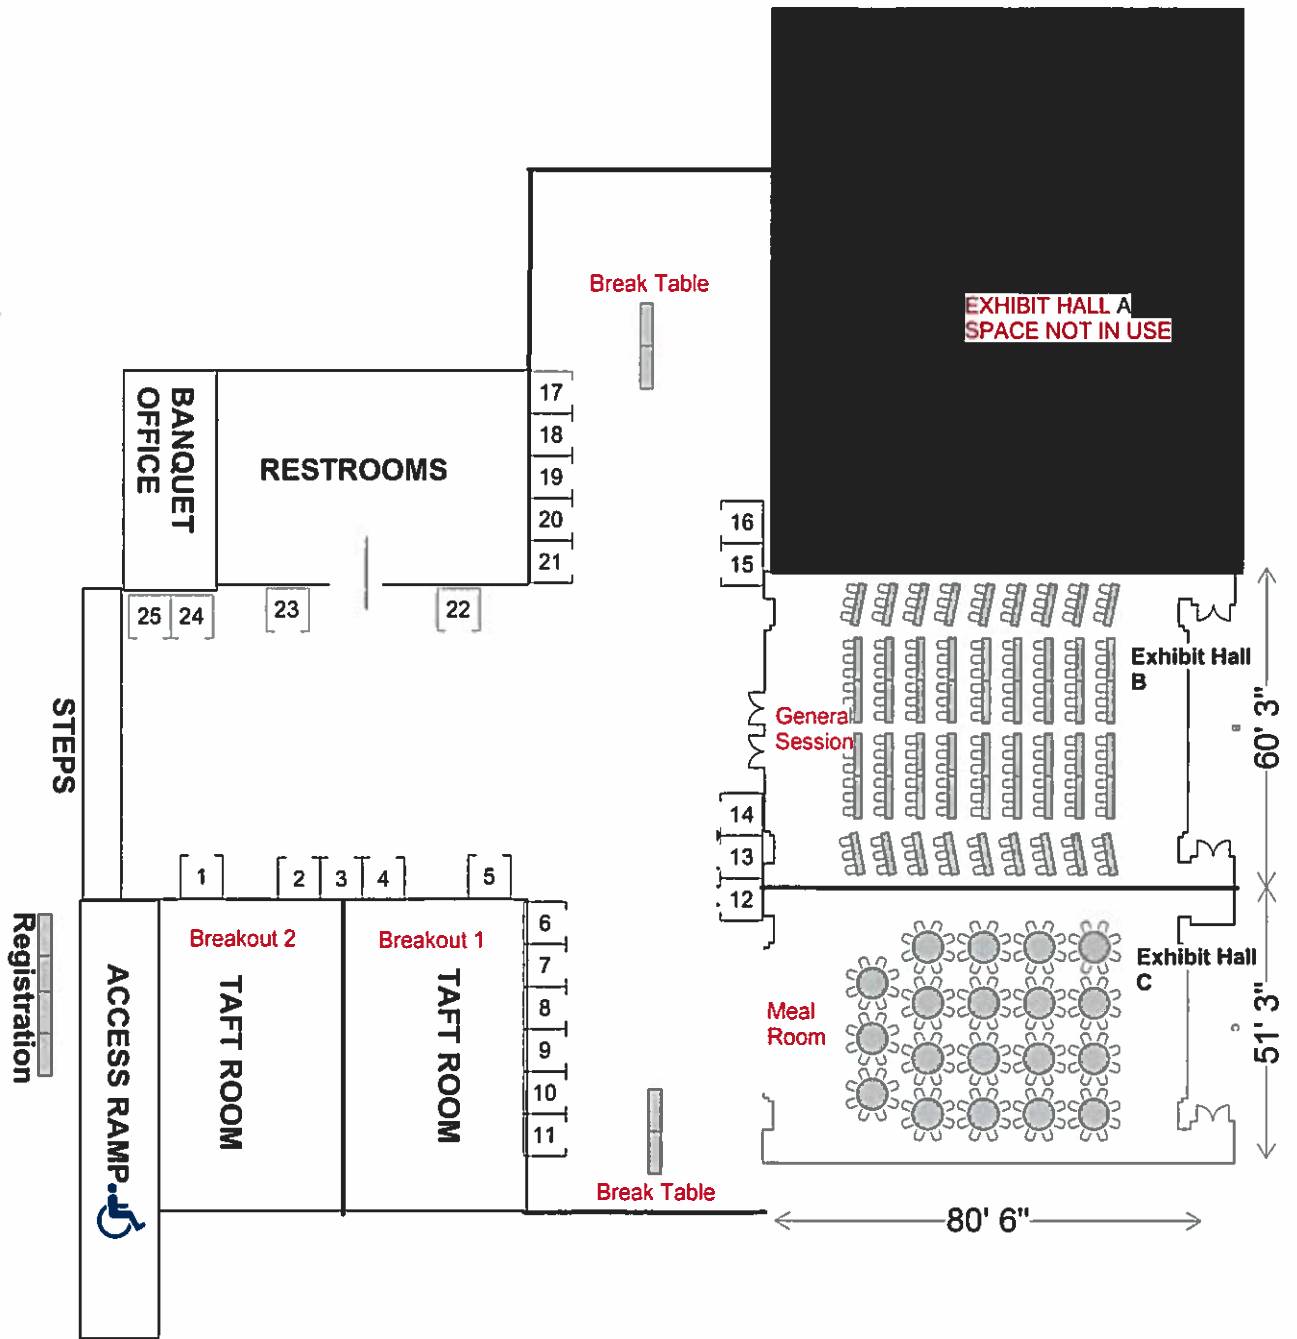 Break Table
EXHIBIT HALL A
SPACE NOT IN USE
BANQUET
OFFICE
RESTROOMS
17
18
19
20
21
16
15
25
24
23
22
Exhibit Hall
B
General
Session
B
60' 3"
STEPS
14
13
12
1
2
3
4
5
Registration
ACCESS RAMP
Breakout 2
TAFT ROOM
Breakout 1
TAFT ROOM
6
7
8
9
10
11
Exhibit Hall
C
Meal
Room
C
51' 3"
Break Table
80' 6"